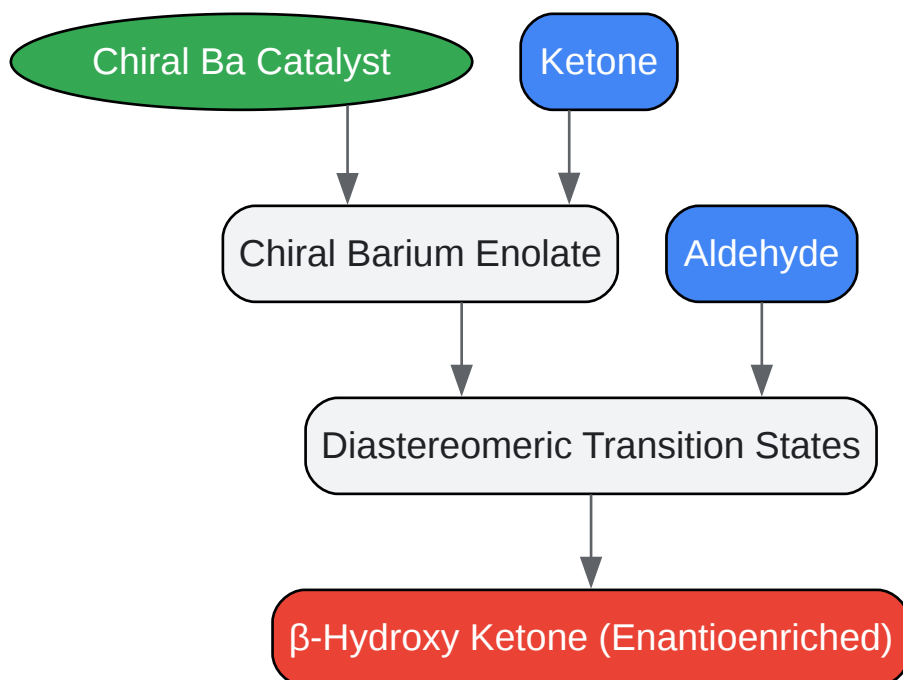 Chiral Ba Catalyst
Ketone
Chiral Barium Enolate
Aldehyde
Diastereomeric Transition States
β-Hydroxy Ketone (Enantioenriched)